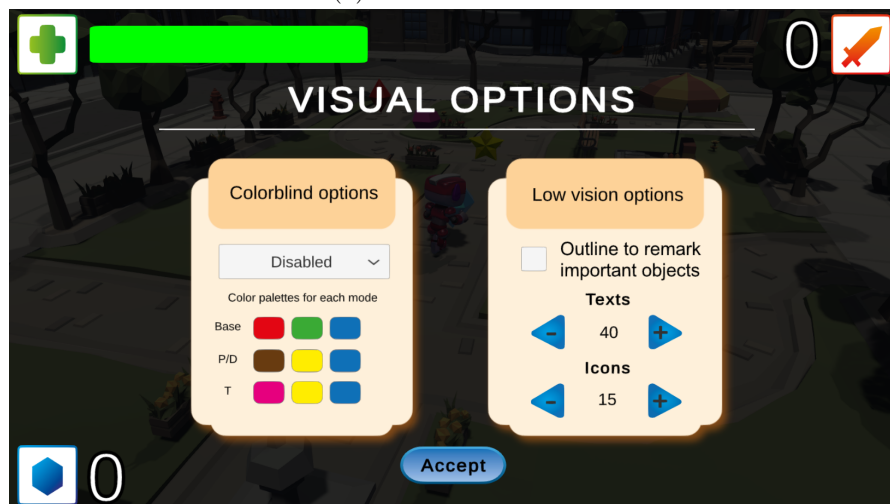 0
VISUAL OPTIONS
Colorblind options
Disabled
Color palettes for each mode
Base
P/D
T
Low vision options
Outline to remark
important objects
Texts
- 40 +
Icons
- 15 +
Accept
0